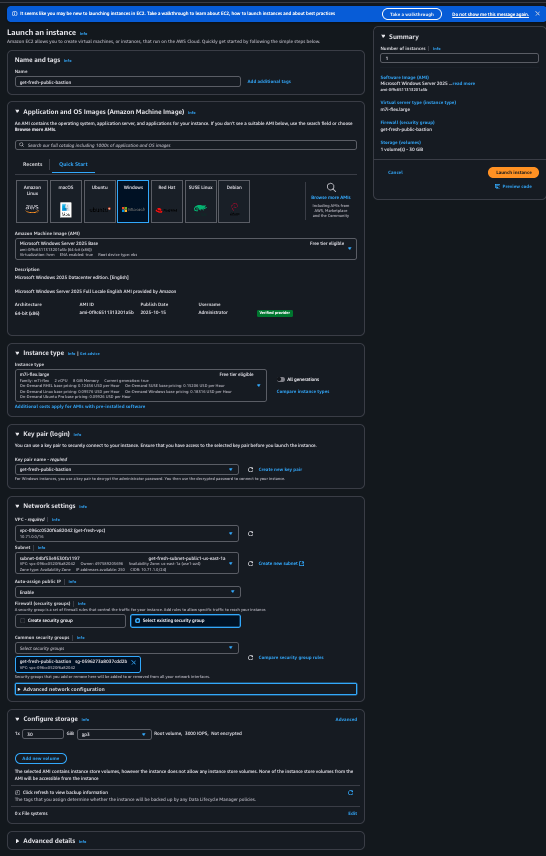 It seems like you may be new to launching instances in EC2. Take a walkthrough to learn about EC2, how to launch instances and about best practices
Take a walkthrough
Do not show me this message again.
Launch an instance Info
Amazon EC2 allows you to create virtual machines, or instances, that run on the AWS Cloud. Quickly get started by following the simple steps below.
Name and tags Info
Name
get-fresh-public-bastion
Add additional tags
Application and OS Images (Amazon Machine Image) Info
An AMI contains the operating system, application server, and applications for your instance. If you don't see a suitable AMI below, use the search field or choose
Browse more AMIs.
Search our full catalog including 1000s of application and OS images
Recents
Quick Start
Amazon Linux
macOS
Ubuntu
Windows
Red Hat
SUSE Linux
Debian
aws
Mac
Microsoft
Browse more AMIs
Including AMIs from AWS, Marketplace and the Community
Amazon Machine Image (AMI)
Microsoft Windows Server 2025 Base
Free tier eligible
(64-bit (x86))
Virtualization: hvm ENA enabled: true Root device type: ebs
Description
Microsoft Windows 2025 Datacenter edition. [English]
Microsoft Windows Server 2025 Full Locale English AMI provided by Amazon
Architecture
AMI ID
Publish Date
Username
64-bit (x86)
2025-10-15
Administrator
Verified provider
Instance type Info | Get advice
Instance type
m7i-flex.large
Free tier eligible
Family: m7i-flex 2 vCPU 8 GiB Memory Current generation: true
On-Demand RHEL base pricing: USD per Hour On-Demand SUSE base pricing: USD per Hour
On-Demand Linux base pricing: 0.09576 USD per Hour On-Demand Windows base pricing: USD per Hour
On-Demand Ubuntu Pro base pricing: USD per Hour
All generations
Compare instance types
Additional costs apply for AMIs with pre-installed software
Key pair (login) Info
You can use a key pair to securely connect to your instance. Ensure that you have access to the selected key pair before you launch the instance.
Key pair name - required
get-fresh-public-bastion
Create new key pair
For Windows instances, you use a key pair to decrypt the administrator password. You then use the decrypted password to connect to your instance.
Network settings Info
VPC - required Info
(get-fresh-vpc)
10.71.0.0/16
Subnet Info
get-fresh-subnet-public1-us-east-1a
Availability Zone: us-east-1a
Zone type: Availability Zone IP addresses available: CIDR: 10.71.1.0/24
Create new subnet
Auto-assign public IP Info
Enable
Firewall (security groups) Info
A security group is a set of firewall rules that control the traffic for your instance. Add rules to allow specific traffic to reach your instance.
Create security group
Select existing security group
Common security groups Info
Select security groups
get-fresh-public-bastion
Compare security group rules
Security groups that you add or remove here will be added to or removed from all your network interfaces.
Advanced network configuration
Configure storage Info
Advanced
1x 30 GiB gp3 Root volume, 3000 IOPS, Not encrypted
Add new volume
The selected AMI contains instance store volumes, however the instance does not allow any instance store volumes. None of the instance store volumes from the
AMI will be accessible from the instance
Click refresh to view backup information
The tags that you assign determine whether the instance will be backed up by any Data Lifecycle Manager policies.
0 x File systems
Edit
Advanced details Info
Summary
Number of instances Info
1
Software Image (AMI)
Microsoft Windows Server 2025 ...read more
Virtual server type (instance type)
m7i-flex.large
Firewall (security group)
get-fresh-public-bastion
Storage (volumes)
1 volume(s) - 30 GiB
Cancel
Launch instance
Preview code